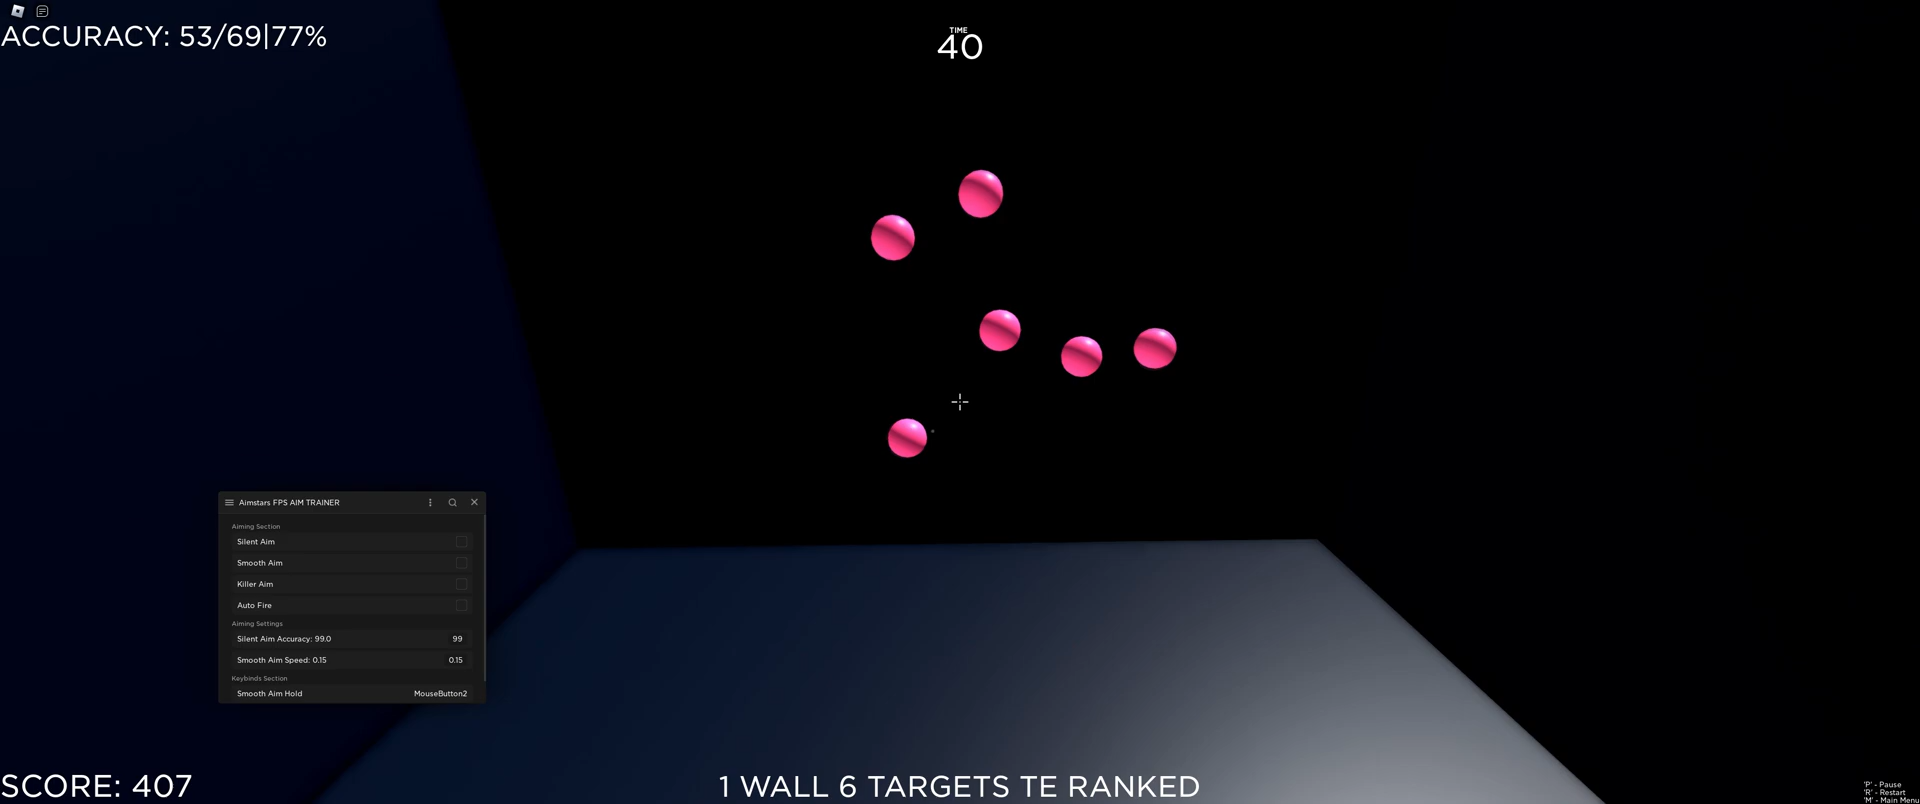 ACCURACY: 53/69|77%
TIME
40
Aimstars FPS AIM TRAINER
Aiming Section
Silent Aim
Smooth Aim
Killer Aim
Auto Fire
Aiming Settings
Silent Aim Accuracy: 99.0 99
Smooth Aim Speed: 0.15 0.15
Keybinds Section
Smooth Aim Hold MouseButton2
SCORE: 407
1 WALL 6 TARGETS TE RANKED
'P' - Pause
'R' - Restart
'M' - Main Menu